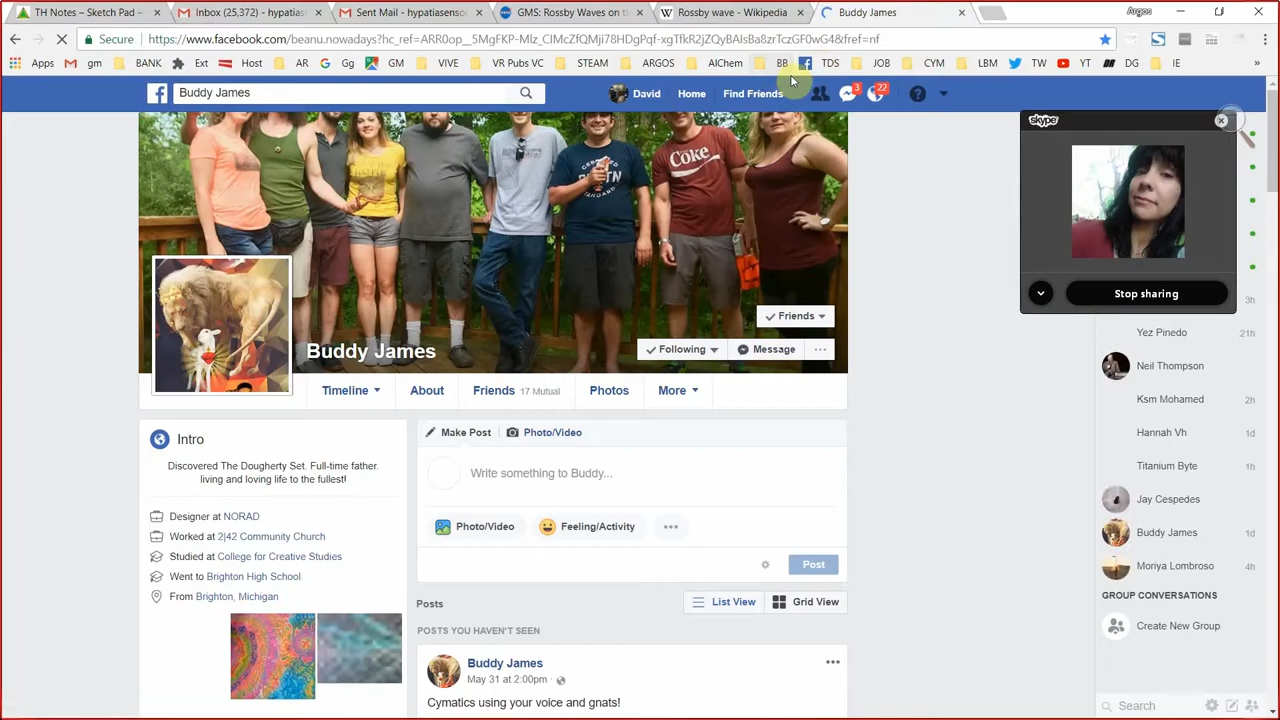 TH Notes – Sketch Pad -
Inbox (25,372) - hypatias
Sent Mail - hypatiasenso
GMS: Rossby Waves on th
Rossby wave - Wikipedia
Buddy James
Argos
Secure
https://www.facebook.com/beanu.nowadays?hc_ref=ARR0op__5MgFKP-Mlz_CIMcZfQMji78HDgPqf-xgTfkR2jZQyBAIsBa8zrTczGF0wG4&fref=nf
Apps gm BANK Ext Host AR Gg GM VIVE VR Pubs VC STEAM ARGOS AIChem BB TDS JOB CYM LBM TW YT DG IE »
Buddy James
David Home Find Friends 3 22
skype
Stop sharing
Coke
Friends
Buddy James
Following Message ...
Timeline About Friends 17 Mutual Photos More
Intro
Discovered The Dougherty Set. Full-time father.
living and loving life to the fullest!
Designer at NORAD
Worked at 2|42 Community Church
Studied at College for Creative Studies
Went to Brighton High School
From Brighton, Michigan
Make Post Photo/Video
Write something to Buddy...
Photo/Video Feeling/Activity ...
Post
Posts List View Grid View
POSTS YOU HAVEN'T SEEN
Buddy James
May 31 at 2:00pm ·
Cymatics using your voice and gnats!
3h
Yez Pinedo 21h
Neil Thompson
Ksm Mohamed 2h
Hannah Vh 1d
Titanium Byte 1h
Jay Cespedes
Buddy James 1d
Moriya Lombroso 4h
GROUP CONVERSATIONS
Create New Group
Search